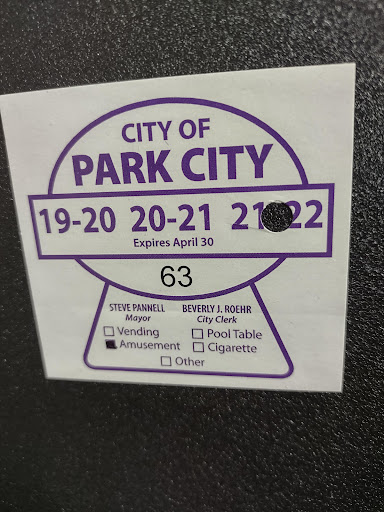 CITY OF
PARK CITY
19-20 20-21 21 22
Expires April 30
63
STEVE PANNELL BEVERLY J. ROEHR
Mayor City Clerk
Vending Pool Table
Amusement Cigarette
Other